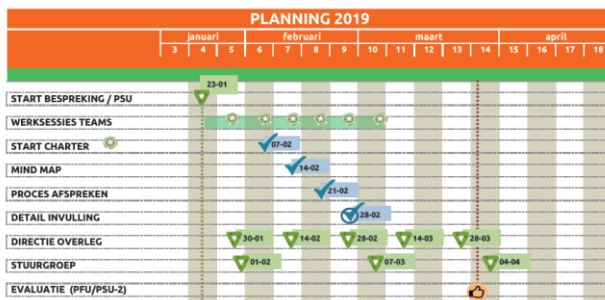 PLANNING 2019
januari februari maart april
3 4 5 6 7 8 9 10 11 12 13 14 15 16 17 18
23-01
START BESPREKING / PSU
WERKSESSIES TEAMS
START CHARTER 07-02
MIND MAP 14-02
PROCES AFSPREKEN 21-02
DETAIL INVULLING 28-02
DIRECTIE OVERLEG 30-01 14-02 28-02 14-03 28-03
STUURGROEP 01-02 07-03 04-04
EVALUATIE (PFU/PSU-2)